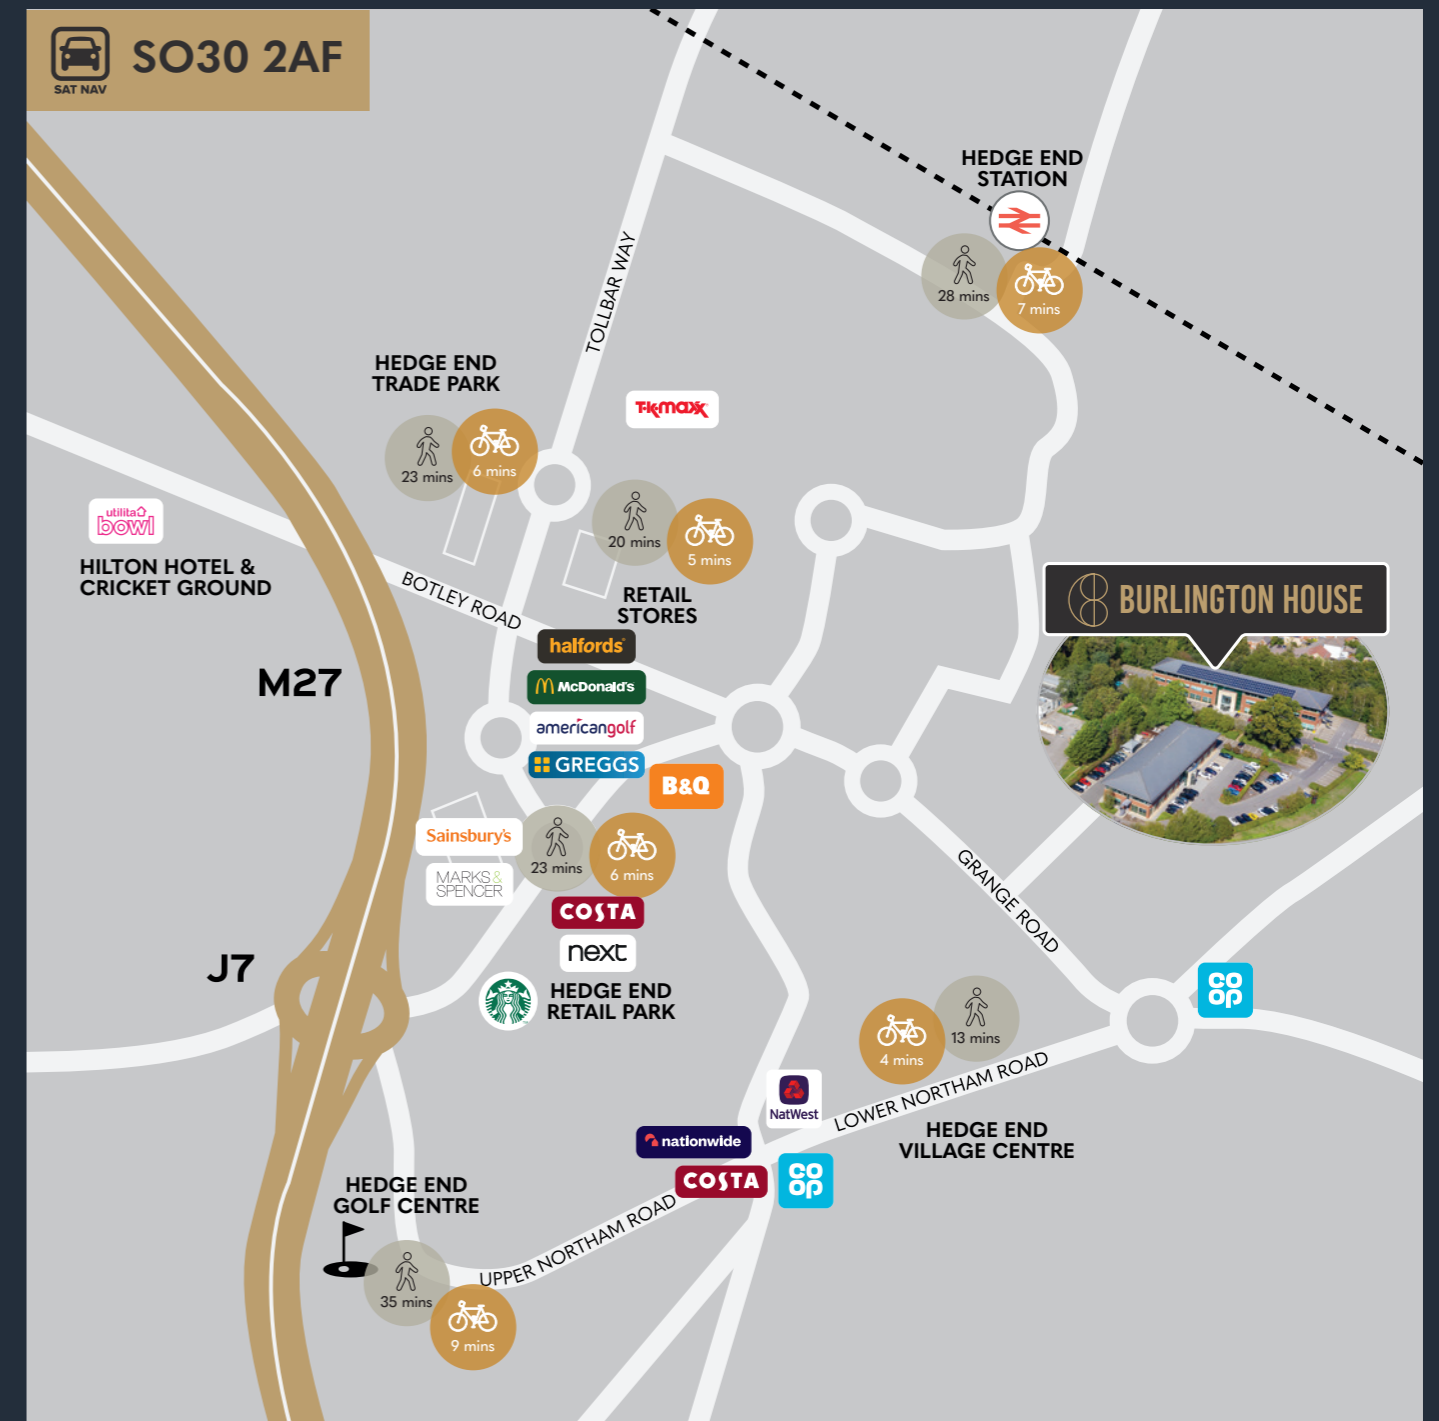 SO30 2AF
SAT NAV
HEDGE END
STATION
28 mins
7 mins
TOLLBAR WAY
HEDGE END
TRADE PARK
23 mins
6 mins
TK maxx
20 mins
5 mins
RETAIL
STORES
utilita
bowl
HILTON HOTEL &
CRICKET GROUND
BOTLEY ROAD
BURLINGTON HOUSE
halfords
McDonald's
americangolf
GREGGS
B&Q
M27
Sainsbury's
MARKS&
SPENCER
23 mins
6 mins
COSTA
next
HEDGE END
RETAIL PARK
J7
GRANGE ROAD
CO
OP
13 mins
4 mins
LOWER NORTHAM ROAD
HEDGE END
VILLAGE CENTRE
NatWest
nationwide
COSTA
CO
OP
HEDGE END
GOLF CENTRE
UPPER NORTHAM ROAD
35 mins
9 mins